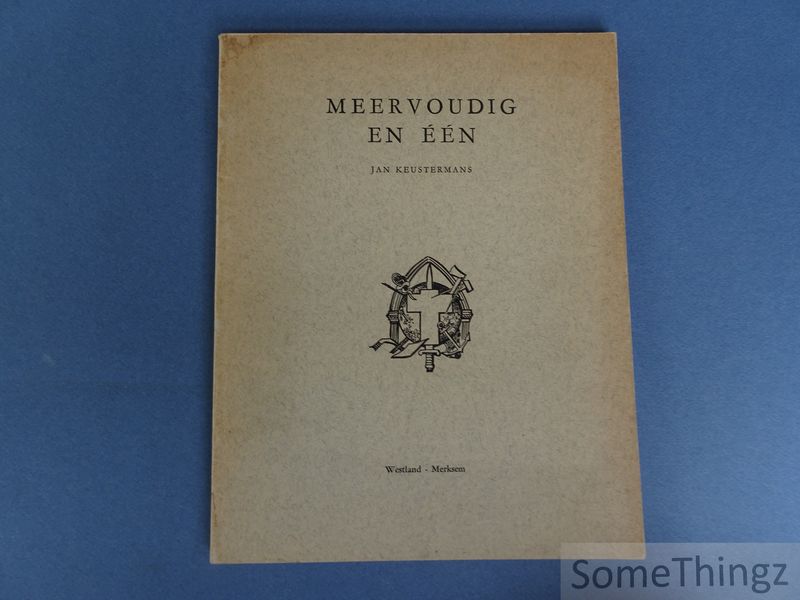 MEERVOUDIG
EN ÉÉN
JAN KEUSTERMANS
Westland - Merksem
SomeThingz